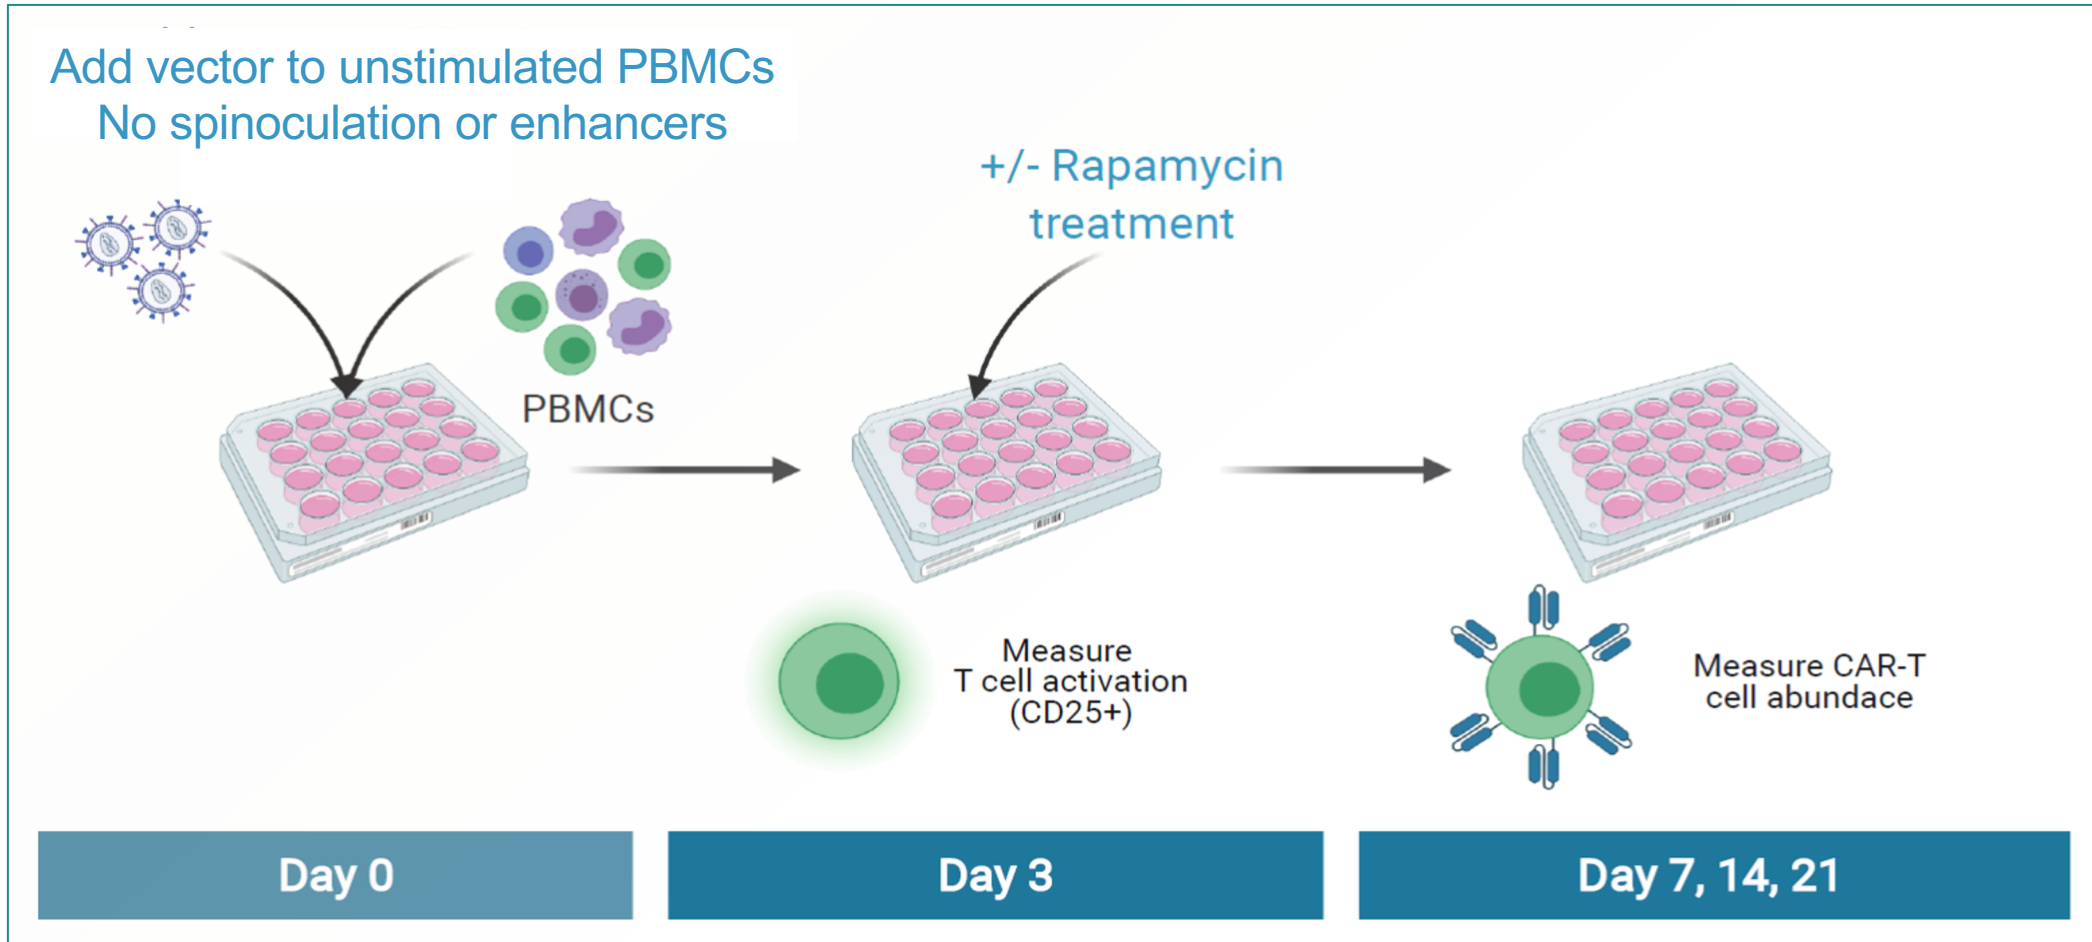 Add vector to unstimulated PBMCs
No spinoculation or enhancers
+/- Rapamycin
treatment
PBMCs
Measure
T cell activation
(CD25+)
Measure CAR-T
cell abundace
Day 0
Day 3
Day 7, 14, 21